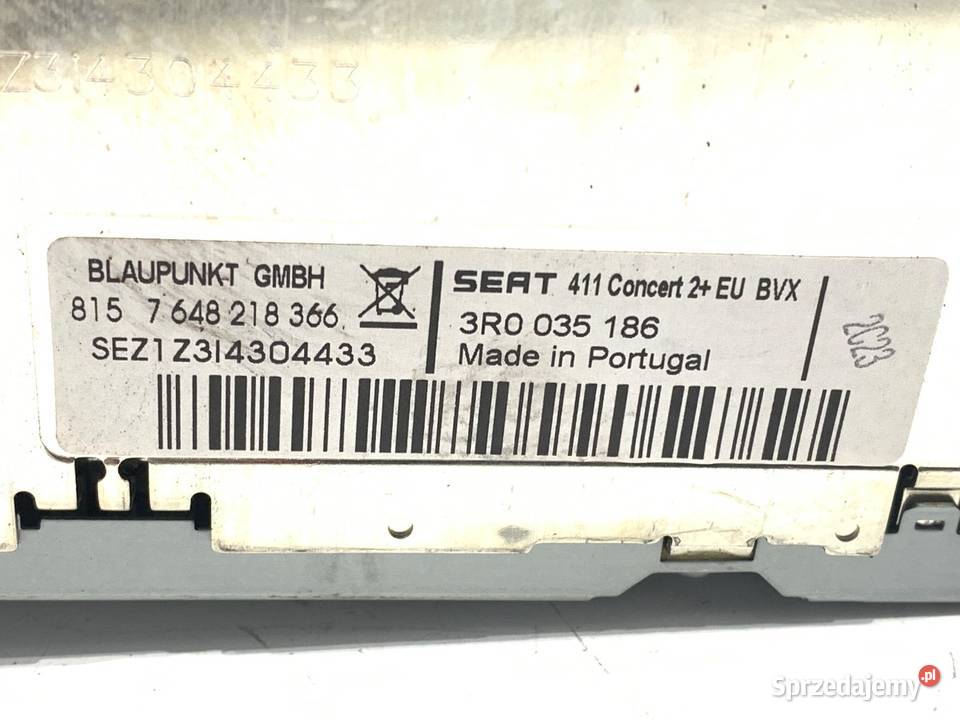 Z3I4304433
BLAUPUNKT GMBH
815 7 648 218 366
SEZ1Z3I4304433
SEAT 411 Concert 2+ EU BVX
3R0 035 186
Made in Portugal
2C23
Sprzedajemy.pl